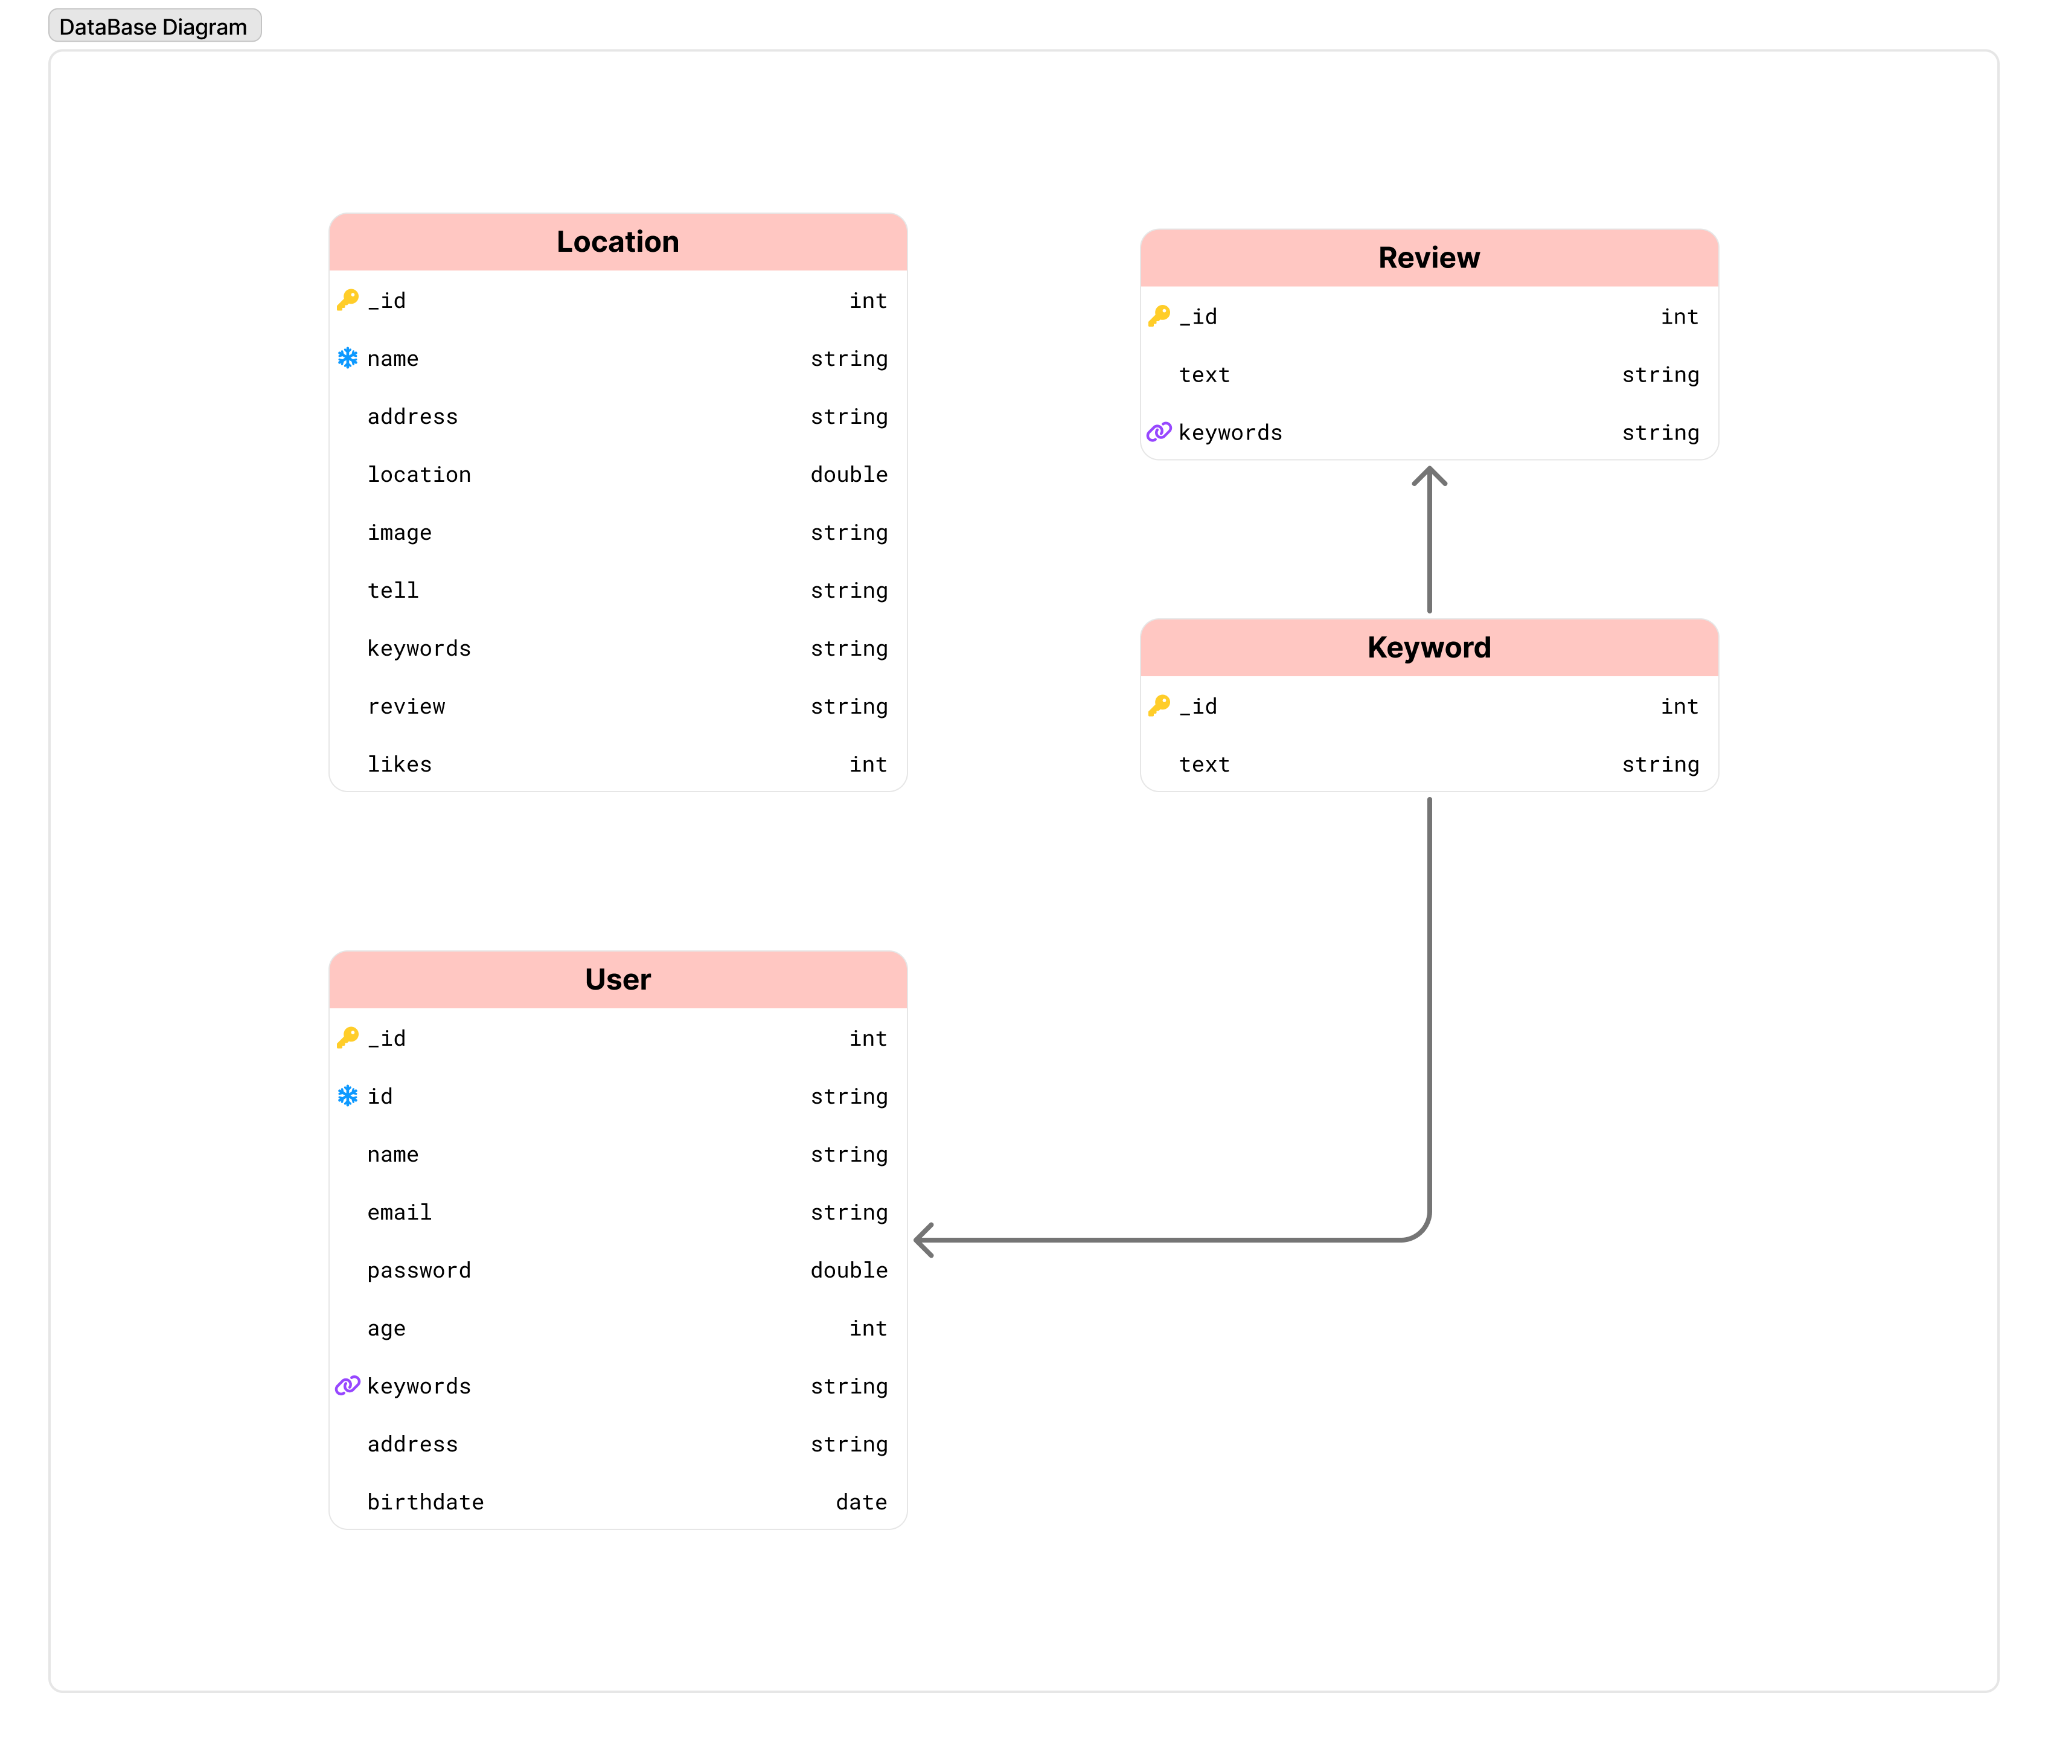 DataBase Diagram
Location
_id int
name string
address string
location double
image string
tell string
keywords string
review string
likes int
Review
_id int
text string
keywords string
Keyword
_id int
text string
User
_id int
id string
name string
email string
password double
age int
keywords string
address string
birthdate date